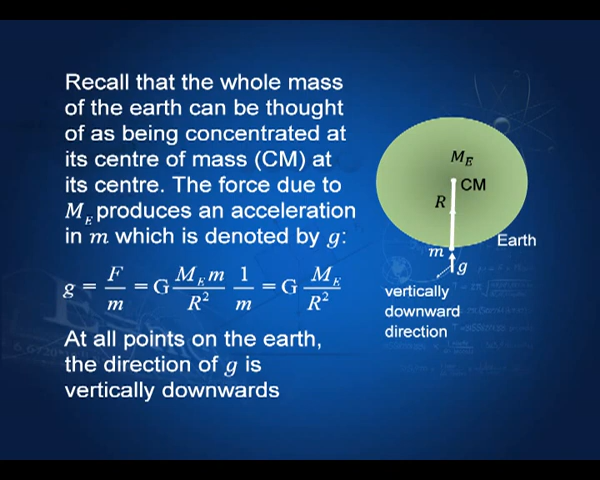 Recall that the whole mass
of the earth can be thought
of as being concentrated at
its centre of mass (CM) at
its centre. The force due to
M_E produces an acceleration
in m which is denoted by g:
g = F/m = G M_E m/R² 1/m = G M_E/R²
At all points on the earth,
the direction of g is
vertically downwards
M_E
CM
R
Earth
m
g
vertically
downward
direction